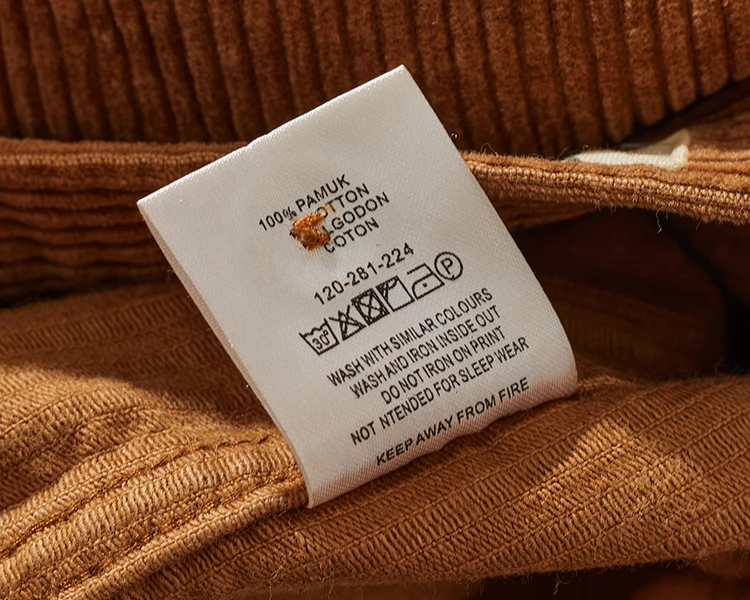 100% PAMUK
COTON
120-281-224
30°
P
WASH WITH SIMILAR COLOURS
WASH AND IRON INSIDE OUT
DO NOT IRON ON PRINT
NOT NTENDED FOR SLEEP WEAR
KEEP AWAY FROM FIRE